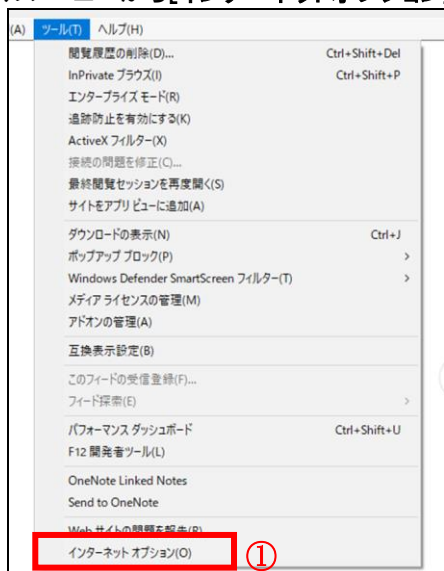 (A) ツール(T) ヘルプ(H)
閲覧履歴の削除(D)... Ctrl+Shift+Del
InPrivate ブラウズ(I) Ctrl+Shift+P
エンタープライズ モード(R)
追跡防止を有効にする(K)
ActiveX フィルター(X)
接続の問題を修正(C)...
最終閲覧セッションを再度開く(S)
サイトをアプリ ビューに追加(A)
ダウンロードの表示(N) Ctrl+J
ポップアップ ブロック(P) >
Windows Defender SmartScreen フィルター(T) >
メディア ライセンスの管理(M)
アドオンの管理(A)
互換表示設定(B)
このフィードの受信登録(F)...
フィード探索(E) >
パフォーマンス ダッシュボード Ctrl+Shift+U
F12 開発者ツール(L)
OneNote Linked Notes
Send to OneNote
Web サイトの問題を報告(R)
インターネット オプション(O) ①